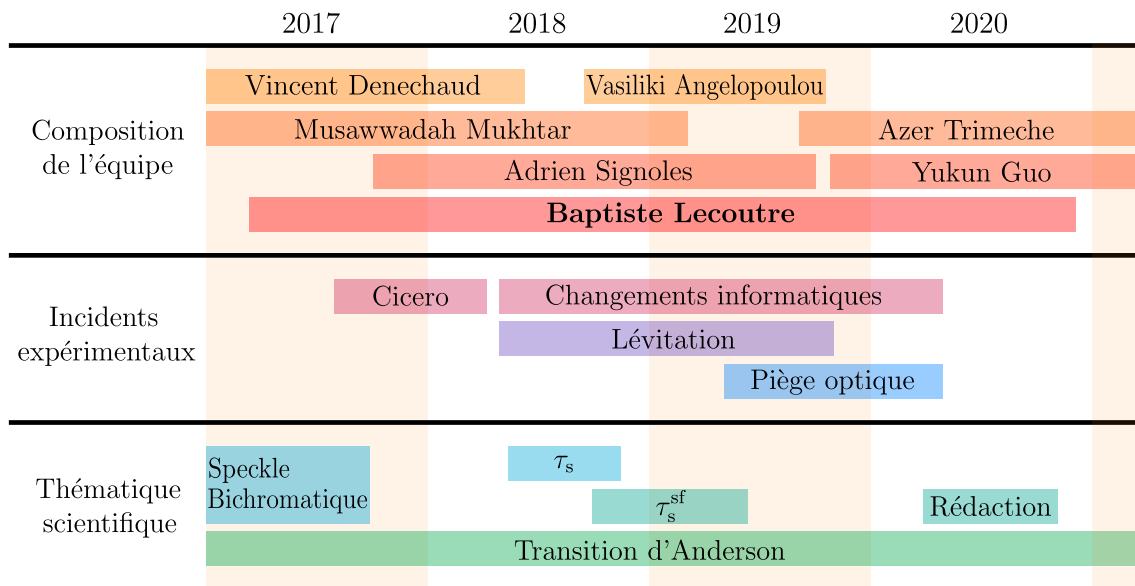 2017 2018 2019 2020
Composition
de l'équipe
Vincent Denechaud
Vasiliki Angelopoulou
Musawwadah Mukhtar
Azer Trimeche
Adrien Signoles
Yukun Guo
Baptiste Lecoutre
Incidents
expérimentaux
Cicero
Changements informatiques
Lévitation
Piège optique
Thématique
scientifique
Speckle
Bichromatique
τₛ
τₛˢᶠ
Rédaction
Transition d'Anderson